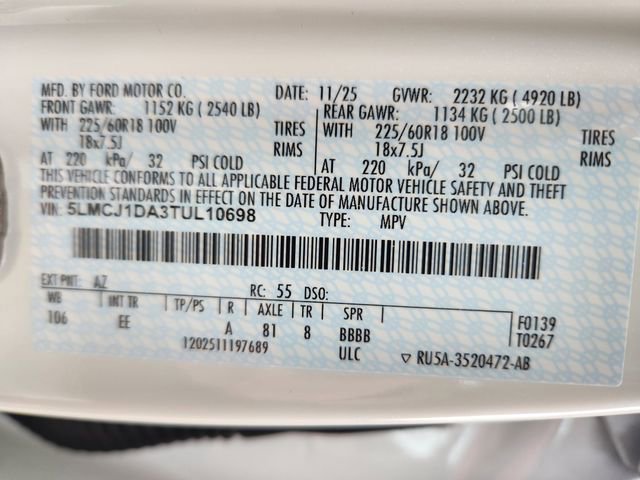 MFD. BY FORD MOTOR CO. DATE: 11/25 GVWR: 2232 KG ( 4920 LB)
FRONT GAWR: 1152 KG ( 2540 LB) REAR GAWR: 1134 KG ( 2500 LB)
WITH 225/60R18 100V TIRES WITH 225/60R18 100V TIRES
18x7.5J RIMS 18x7.5J RIMS
AT 220 kPa/ 32 PSI COLD AT 220 kPa/ 32 PSI COLD
THIS VEHICLE CONFORMS TO ALL APPLICABLE FEDERAL MOTOR VEHICLE SAFETY AND THEFT
PREVENTION STANDARDS IN EFFECT ON THE DATE OF MANUFACTURE SHOWN ABOVE.
VIN: 5LMCJ1DA3TUL10698 TYPE: MPV
EXT PNT: AZ RC: 55 DSO:
WB INT TR TP/PS R AXLE TR SPR
106 EE A 81 8 BBBB
F0139
T0267
1202511197689 ULC ▽ RU5A-3520472-AB